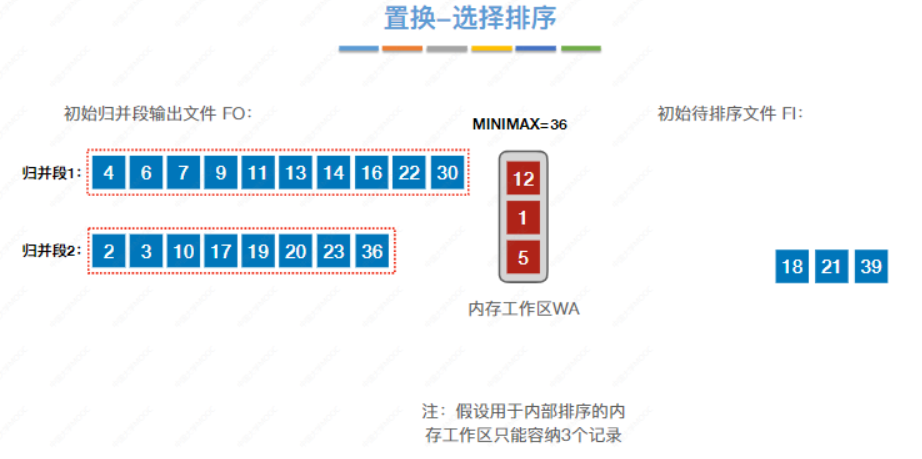 置换–选择排序
初始归并段输出文件 FO：
MINIMAX=36
初始待排序文件 FI：
归并段1： 4 6 7 9 11 13 14 16 22 30
12
1
5
归并段2： 2 3 10 17 19 20 23 36
18 21 39
内存工作区WA
注：假设用于内部排序的内
存工作区只能容纳3个记录